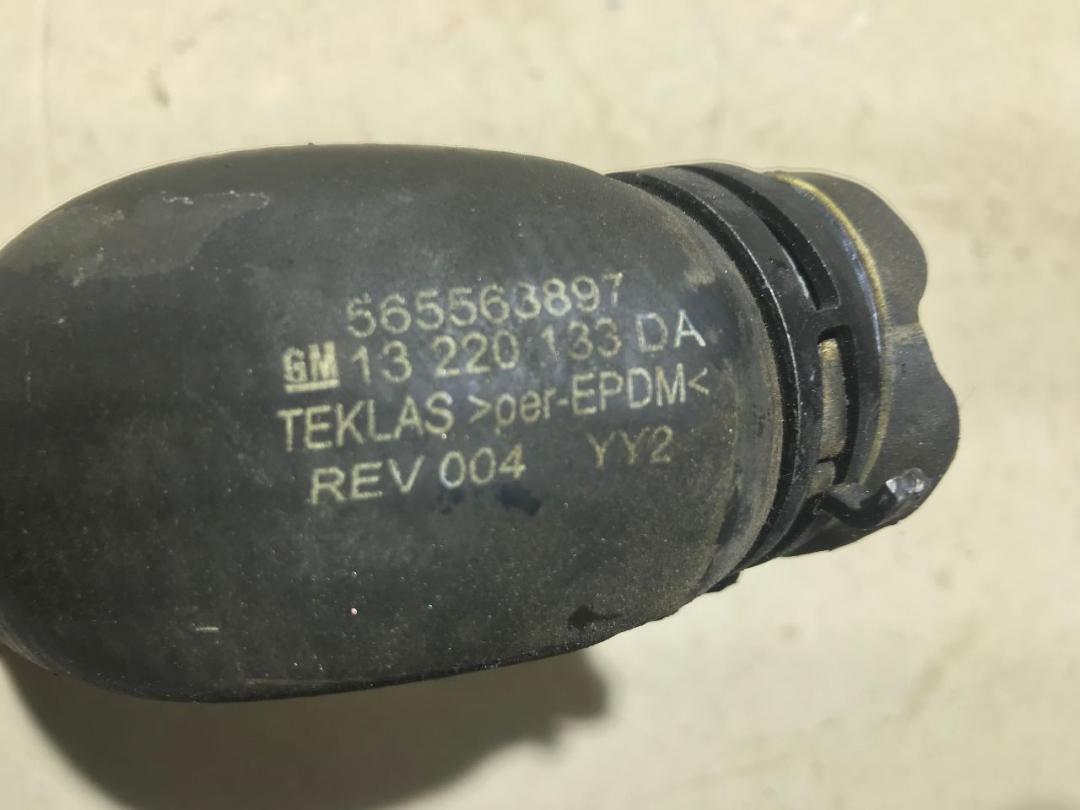 565563897
GM 13 220 133 DA
TEKLAS >per-EPDM<
REV 004 YY2